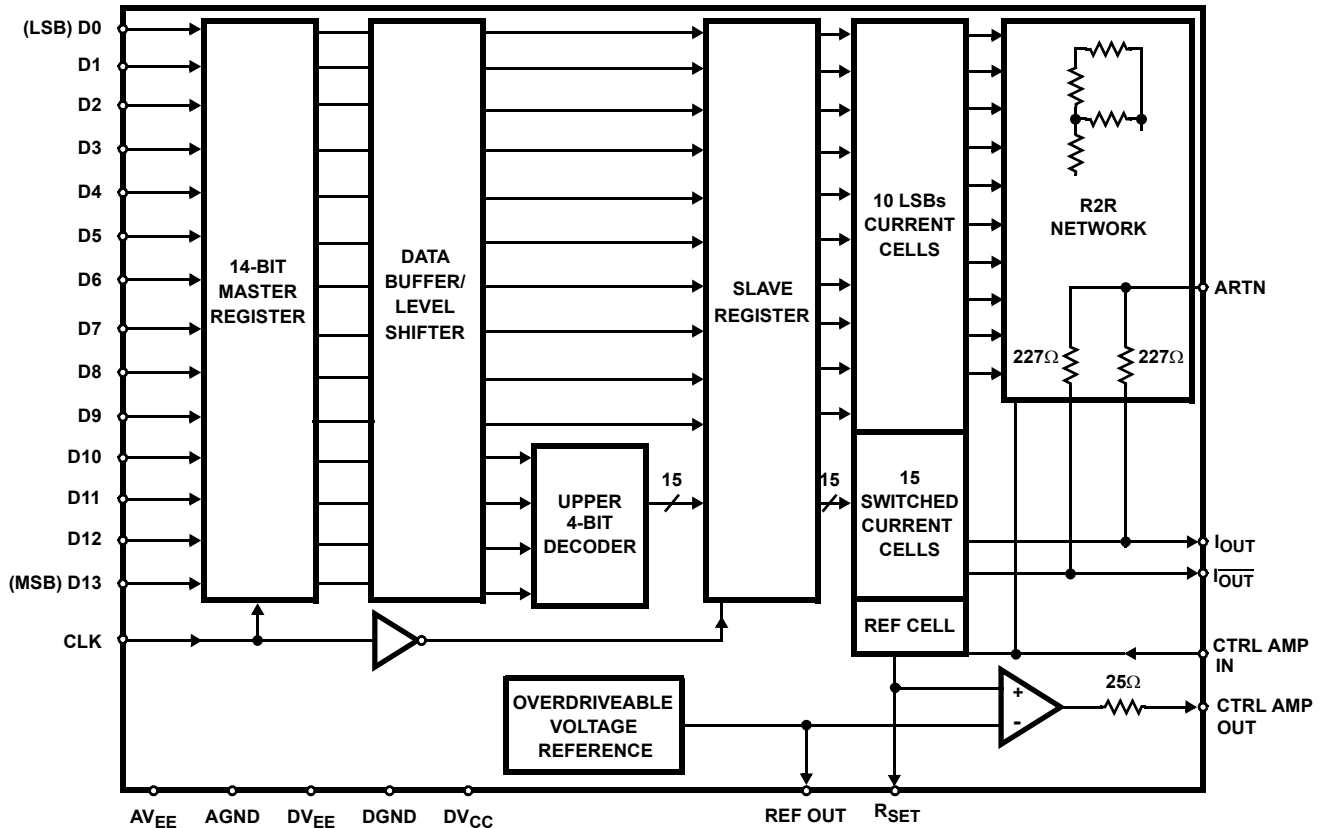 (LSB) D0
D1
D2
D3
D4
D5
D6
D7
D8
D9
D10
D11
D12
(MSB) D13
CLK
14-BIT
MASTER
REGISTER
DATA
BUFFER/
LEVEL
SHIFTER
UPPER
4-BIT
DECODER
15
SLAVE
REGISTER
15
10 LSBs
CURRENT
CELLS
15
SWITCHED
CURRENT
CELLS
REF CELL
R2R
NETWORK
227Ω
227Ω
ARTN
IOUT
IOUT
CTRL AMP
IN
25Ω
CTRL AMP
OUT
+
-
OVERDRIVEABLE
VOLTAGE
REFERENCE
AVEE
AGND
DVEE
DGND
DVCC
REF OUT
RSET